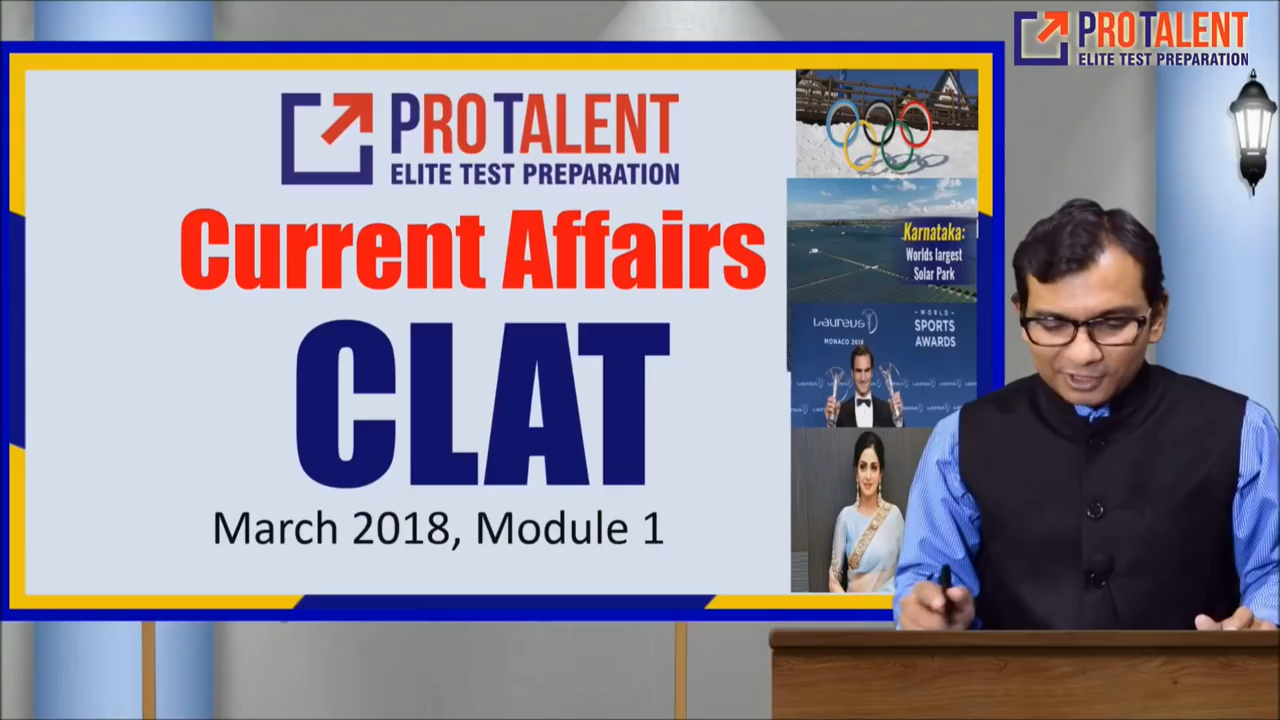 PROTALENT
ELITE TEST PREPARATION
PROTALENT
ELITE TEST PREPARATION
Current Affairs
CLAT
March 2018, Module 1
Karnataka:
Worlds largest
Solar Park
LAUREUS
MONACO 2018
WORLD
SPORTS
AWARDS